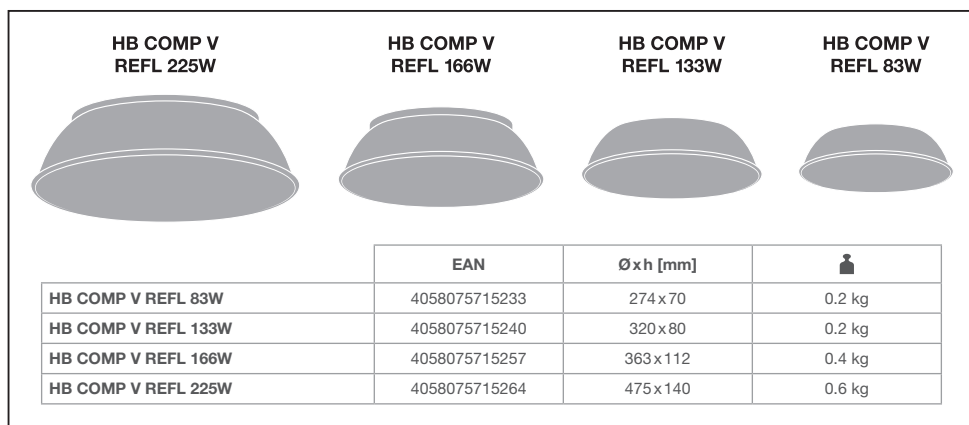 HB COMP V
REFL 225W
HB COMP V
REFL 166W
HB COMP V
REFL 133W
HB COMP V
REFL 83W
EAN Ø x h [mm]
HB COMP V REFL 83W 4058075715233 274 x 70 0.2 kg
HB COMP V REFL 133W 4058075715240 320 x 80 0.2 kg
HB COMP V REFL 166W 4058075715257 363 x 112 0.4 kg
HB COMP V REFL 225W 4058075715264 475 x 140 0.6 kg